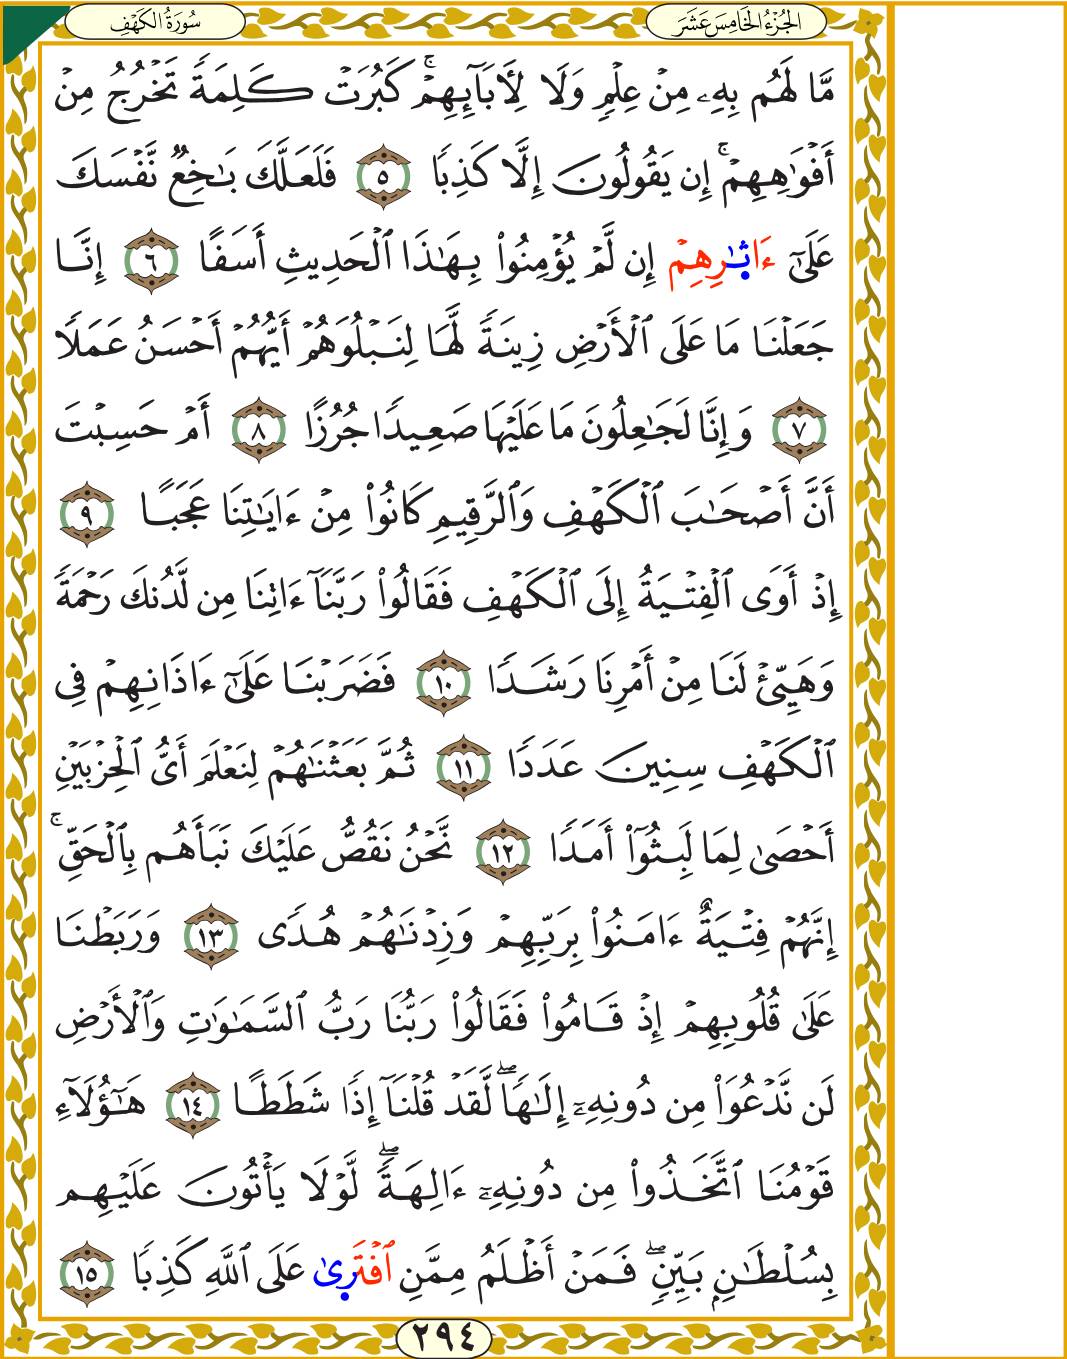 الجُزْءُ الخَامِسَ عَشَرَ
سُورَةُ الكَهْفِ
مَّا لَهُم بِهِۦ مِنْ عِلْمٍ وَلَا لِأٓبَآئِهِمْ ۚ كَبُرَتْ كَلِمَةً تَخْرُجُ مِنْ
أَفْوَٰهِهِمْ ۚ إِن يَقُولُونَ إِلَّا كَذِبًا ٥ فَلَعَلَّكَ بَـٰخِعٌ نَّفْسَكَ
عَلَىٰٓ ءَاثَـٰرِهِمْ إِن لَّمْ يُؤْمِنُوا۟ بِهَـٰذَا ٱلْحَدِيثِ أَسَفًا ٦ إِنَّا
جَعَلْنَا مَا عَلَى ٱلْأَرْضِ زِينَةً لَّهَا لِنَبْلُوَهُمْ أَيُّهُمْ أَحْسَنُ عَمَلًا
٧ وَإِنَّا لَجَـٰعِلُونَ مَا عَلَيْهَا صَعِيدًا جُرُزًا ٨ أَمْ حَسِبْتَ
أَنَّ أَصْحَـٰبَ ٱلْكَهْفِ وَٱلرَّقِيمِ كَانُوا۟ مِنْ ءَايَـٰتِنَا عَجَبًا ٩
إِذْ أَوَى ٱلْفِتْيَةُ إِلَى ٱلْكَهْفِ فَقَالُوا۟ رَبَّنَآ ءَاتِنَا مِن لَّدُنكَ رَحْمَةً
وَهَيِّئْ لَنَا مِنْ أَمْرِنَا رَشَدًا ١٠ فَضَرَبْنَا عَلَىٰٓ ءَاذَانِهِمْ فِى
ٱلْكَهْفِ سِنِينَ عَدَدًا ١١ ثُمَّ بَعَثْنَـٰهُمْ لِنَعْلَمَ أَىُّ ٱلْحِزْبَيْنِ
أَحْصَىٰ لِمَا لَبِثُوٓا۟ أَمَدًا ١٢ نَّحْنُ نَقُصُّ عَلَيْكَ نَبَأَهُم بِٱلْحَقِّ ۚ
إِنَّهُمْ فِتْيَةٌ ءَامَنُوا۟ بِرَبِّهِمْ وَزِدْنَـٰهُمْ هُدًى ١٣ وَرَبَطْنَا
عَلَىٰ قُلُوبِهِمْ إِذْ قَامُوا۟ فَقَالُوا۟ رَبُّنَا رَبُّ ٱلسَّمَـٰوَٰتِ وَٱلْأَرْضِ
لَن نَّدْعُوَا۟ مِن دُونِهِۦٓ إِلَـٰهًا ۖ لَّقَدْ قُلْنَآ إِذًا شَطَطًا ١٤ هَـٰٓؤُلَآءِ
قَوْمُنَا ٱتَّخَذُوا۟ مِن دُونِهِۦٓ ءَالِهَةً ۖ لَّوْلَا يَأْتُونَ عَلَيْهِم
بِسُلْطَـٰنٍۭ بَيِّنٍ ۖ فَمَنْ أَظْلَمُ مِمَّنِ ٱفْتَرَىٰ عَلَى ٱللَّهِ كَذِبًا ١٥
٢٩٤